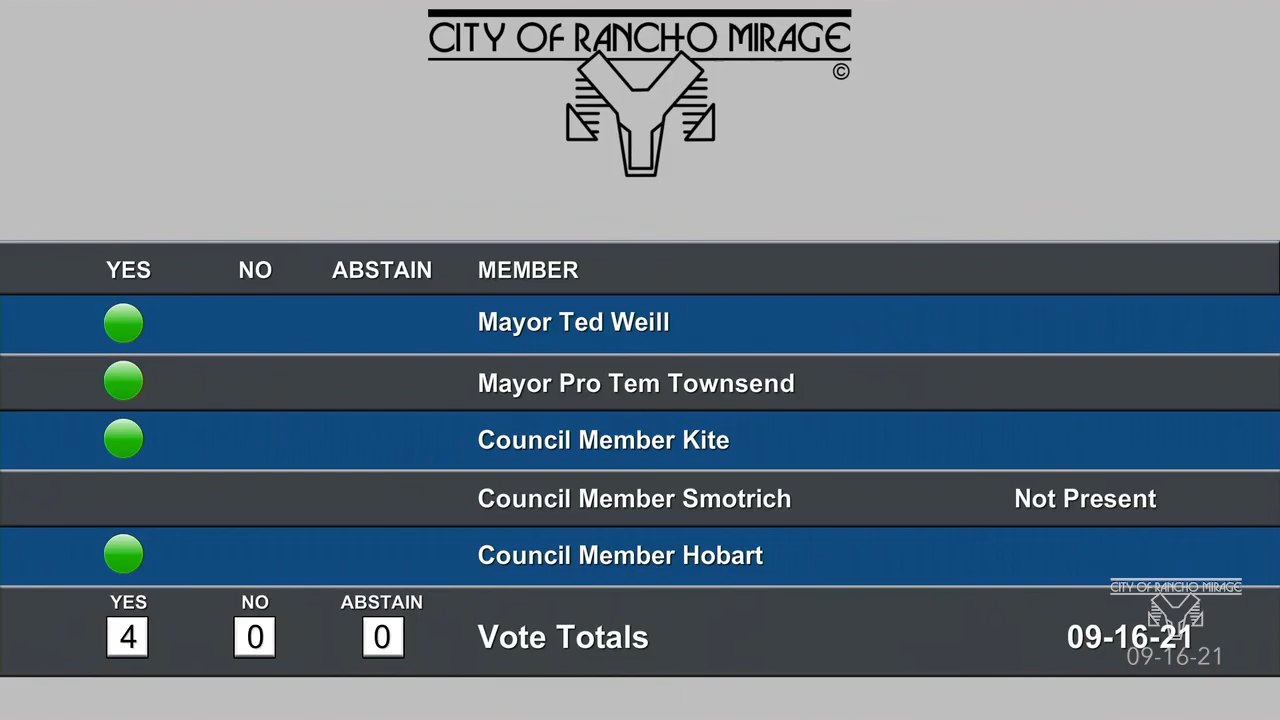 CITY OF RANCHO MIRAGE
©
YES NO ABSTAIN MEMBER
Mayor Ted Weill
Mayor Pro Tem Townsend
Council Member Kite
Council Member Smotrich Not Present
Council Member Hobart
YES NO ABSTAIN
4 0 0 Vote Totals 09-16-21
CITY OF RANCHO MIRAGE
09-16-21